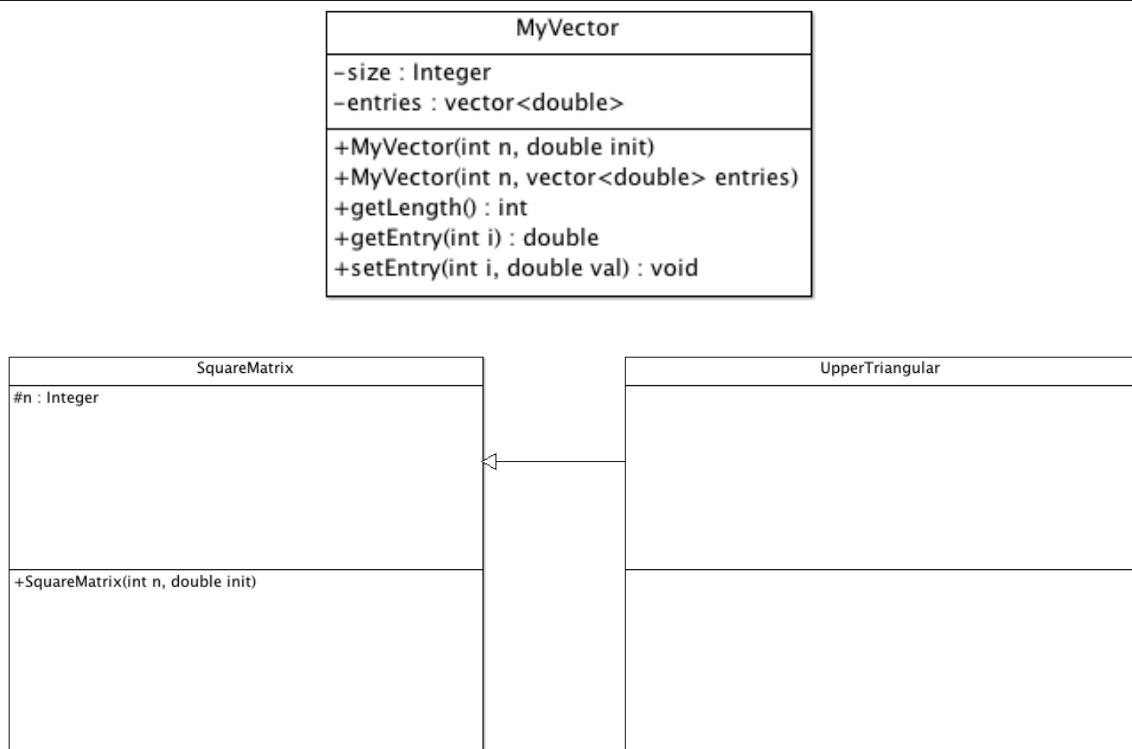 MyVector
-size : Integer
-entries : vector<double>
+MyVector(int n, double init)
+MyVector(int n, vector<double> entries)
+getLength() : int
+getEntry(int i) : double
+setEntry(int i, double val) : void
SquareMatrix
#n : Integer
+SquareMatrix(int n, double init)
UpperTriangular